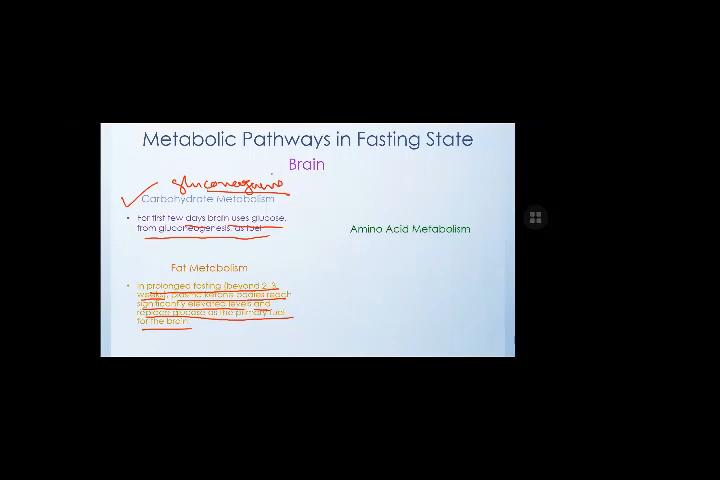 Metabolic Pathways in Fasting State
Brain
gluconeogenesis
Carbohydrate Metabolism
• For first few days brain uses glucose, from gluconeogenesis, as fuel
Amino Acid Metabolism
Fat Metabolism
• In prolonged fasting (beyond 2, 3
weeks), plasma ketone bodies reach
significantly elevated levels and
replace glucose as the primary fuel
for the brain